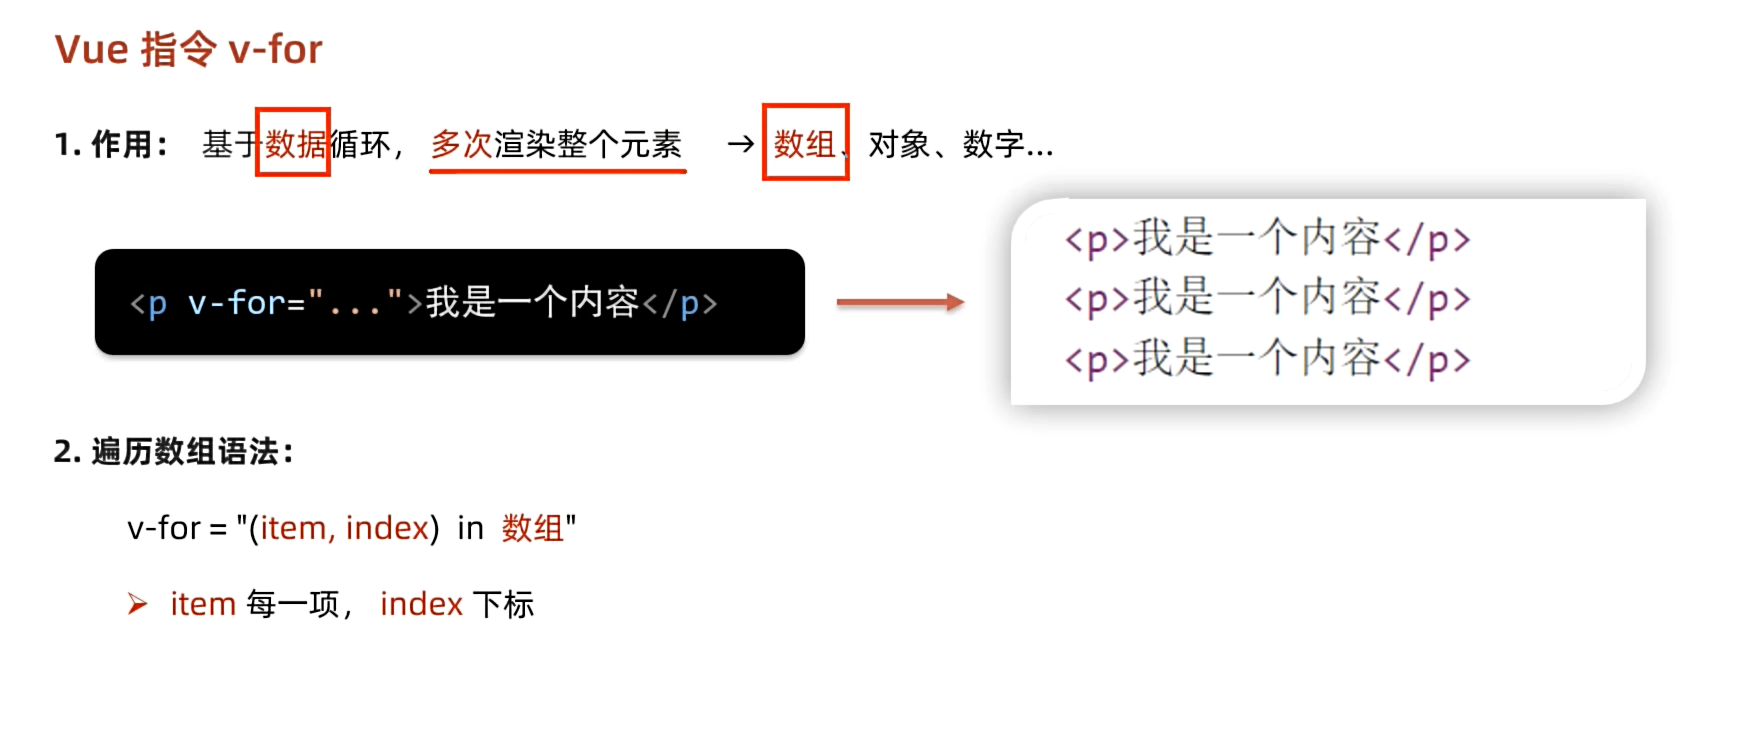 Vue 指令 v-for
1. 作用： 基于数据循环， 多次渲染整个元素 → 数组、对象、数字...
<p v-for="...">我是一个内容</p>
<p>我是一个内容</p>
<p>我是一个内容</p>
<p>我是一个内容</p>
2. 遍历数组语法：
v-for = "(item, index) in 数组"
➢ item 每一项， index 下标